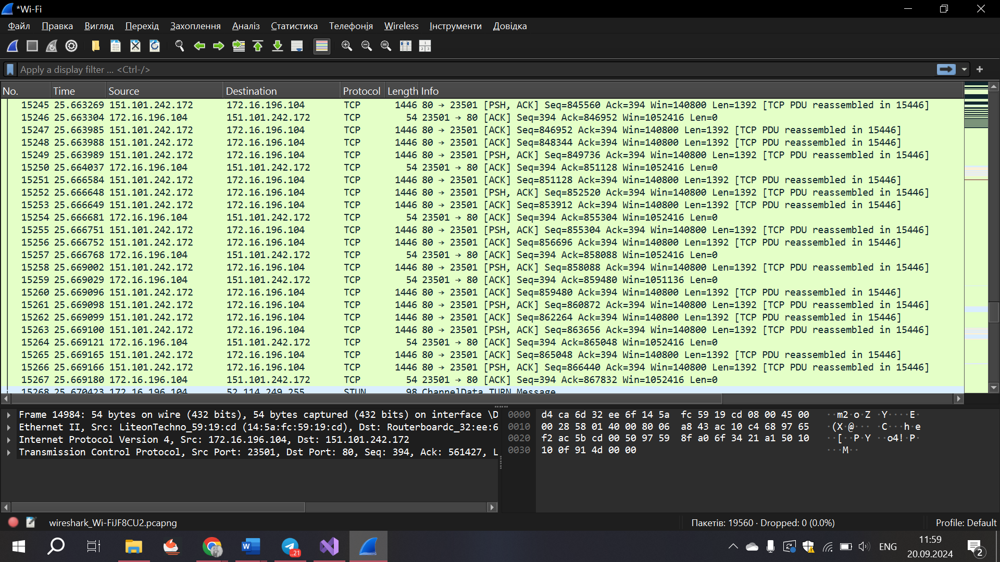 *Wi-Fi
Файл Правка Вигляд Перехід Захоплення Аналіз Статистика Телефонія Wireless Інструменти Довідка
Apply a display filter ... <Ctrl-/>
No. Time Source Destination Protocol Length Info
15245 25.663269 151.101.242.172 172.16.196.104 TCP 1446 80 → 23501 [PSH, ACK] Seq=845560 Ack=394 Win=140800 Len=1392 [TCP PDU reassembled in 15446]
15246 25.663304 172.16.196.104 151.101.242.172 TCP 54 23501 → 80 [ACK] Seq=394 Ack=846952 Win=1052416 Len=0
15247 25.663985 151.101.242.172 172.16.196.104 TCP 1446 80 → 23501 [ACK] Seq=846952 Ack=394 Win=140800 Len=1392 [TCP PDU reassembled in 15446]
15248 25.663988 151.101.242.172 172.16.196.104 TCP 1446 80 → 23501 [ACK] Seq=848344 Ack=394 Win=140800 Len=1392 [TCP PDU reassembled in 15446]
15249 25.663989 151.101.242.172 172.16.196.104 TCP 1446 80 → 23501 [PSH, ACK] Seq=849736 Ack=394 Win=140800 Len=1392 [TCP PDU reassembled in 15446]
15250 25.664037 172.16.196.104 151.101.242.172 TCP 54 23501 → 80 [ACK] Seq=394 Ack=851128 Win=1052416 Len=0
15251 25.666584 151.101.242.172 172.16.196.104 TCP 1446 80 → 23501 [ACK] Seq=851128 Ack=394 Win=140800 Len=1392 [TCP PDU reassembled in 15446]
15252 25.666648 151.101.242.172 172.16.196.104 TCP 1446 80 → 23501 [PSH, ACK] Seq=852520 Ack=394 Win=140800 Len=1392 [TCP PDU reassembled in 15446]
15253 25.666649 151.101.242.172 172.16.196.104 TCP 1446 80 → 23501 [ACK] Seq=853912 Ack=394 Win=140800 Len=1392 [TCP PDU reassembled in 15446]
15254 25.666681 172.16.196.104 151.101.242.172 TCP 54 23501 → 80 [ACK] Seq=394 Ack=855304 Win=1052416 Len=0
15255 25.666751 151.101.242.172 172.16.196.104 TCP 1446 80 → 23501 [PSH, ACK] Seq=855304 Ack=394 Win=140800 Len=1392 [TCP PDU reassembled in 15446]
15256 25.666752 151.101.242.172 172.16.196.104 TCP 1446 80 → 23501 [ACK] Seq=856696 Ack=394 Win=140800 Len=1392 [TCP PDU reassembled in 15446]
15257 25.666768 172.16.196.104 151.101.242.172 TCP 54 23501 → 80 [ACK] Seq=394 Ack=858088 Win=1052416 Len=0
15258 25.669002 151.101.242.172 172.16.196.104 TCP 1446 80 → 23501 [PSH, ACK] Seq=858088 Ack=394 Win=140800 Len=1392 [TCP PDU reassembled in 15446]
15259 25.669029 172.16.196.104 151.101.242.172 TCP 54 23501 → 80 [ACK] Seq=394 Ack=859480 Win=1051136 Len=0
15260 25.669096 151.101.242.172 172.16.196.104 TCP 1446 80 → 23501 [ACK] Seq=859480 Ack=394 Win=140800 Len=1392 [TCP PDU reassembled in 15446]
15261 25.669098 151.101.242.172 172.16.196.104 TCP 1446 80 → 23501 [PSH, ACK] Seq=860872 Ack=394 Win=140800 Len=1392 [TCP PDU reassembled in 15446]
15262 25.669099 151.101.242.172 172.16.196.104 TCP 1446 80 → 23501 [ACK] Seq=862264 Ack=394 Win=140800 Len=1392 [TCP PDU reassembled in 15446]
15263 25.669100 151.101.242.172 172.16.196.104 TCP 1446 80 → 23501 [PSH, ACK] Seq=863656 Ack=394 Win=140800 Len=1392 [TCP PDU reassembled in 15446]
15264 25.669121 172.16.196.104 151.101.242.172 TCP 54 23501 → 80 [ACK] Seq=394 Ack=865048 Win=1052416 Len=0
15265 25.669165 151.101.242.172 172.16.196.104 TCP 1446 80 → 23501 [ACK] Seq=865048 Ack=394 Win=140800 Len=1392 [TCP PDU reassembled in 15446]
15266 25.669166 151.101.242.172 172.16.196.104 TCP 1446 80 → 23501 [PSH, ACK] Seq=866440 Ack=394 Win=140800 Len=1392 [TCP PDU reassembled in 15446]
15267 25.669180 172.16.196.104 151.101.242.172 TCP 54 23501 → 80 [ACK] Seq=394 Ack=867832 Win=1052416 Len=0
15268 25.670423 172.16.196.104 52.114.249.255 STUN 98 ChannelData TURN Message
Frame 14984: 54 bytes on wire (432 bits), 54 bytes captured (432 bits) on interface \D
Ethernet II, Src: LiteonTechno_59:19:cd (14:5a:fc:59:19:cd), Dst: Routerboardc_32:ee:6
Internet Protocol Version 4, Src: 172.16.196.104, Dst: 151.101.242.172
Transmission Control Protocol, Src Port: 23501, Dst Port: 80, Seq: 394, Ack: 561427, L
0000 d4 ca 6d 32 ee 6f 14 5a fc 59 19 cd 08 00 45 00 ··m2·o·Z ·Y····E·
0010 00 28 58 01 40 00 80 06 a8 43 ac 10 c4 68 97 65 ·(X·@··· ·C···h·e
0020 f2 ac 5b cd 00 50 97 59 8f a0 6f 34 21 a1 50 10 ··[··P·Y ··o4!·P·
0030 10 0f 91 4d 00 00 ···M··
wireshark_Wi-FiJF8CU2.pcapng
Пакетів: 19560 · Dropped: 0 (0.0%)
Profile: Default
..21
ENG
11:59
20.09.2024
2